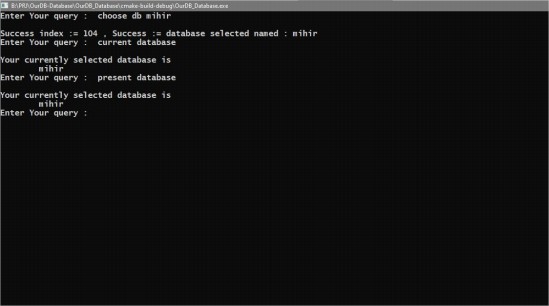 B:\PIU\OurDB-Database\OurDB_Database\cmake-build-debug\OurDB_Database.exe
Enter Your query :  choose db mihir
Success index := 104 , Success := database selected named : mihir
Enter Your query :  current database
Your currently selected database is
mihir
Enter Your query :  present database
Your currently selected database is
mihir
Enter Your query :